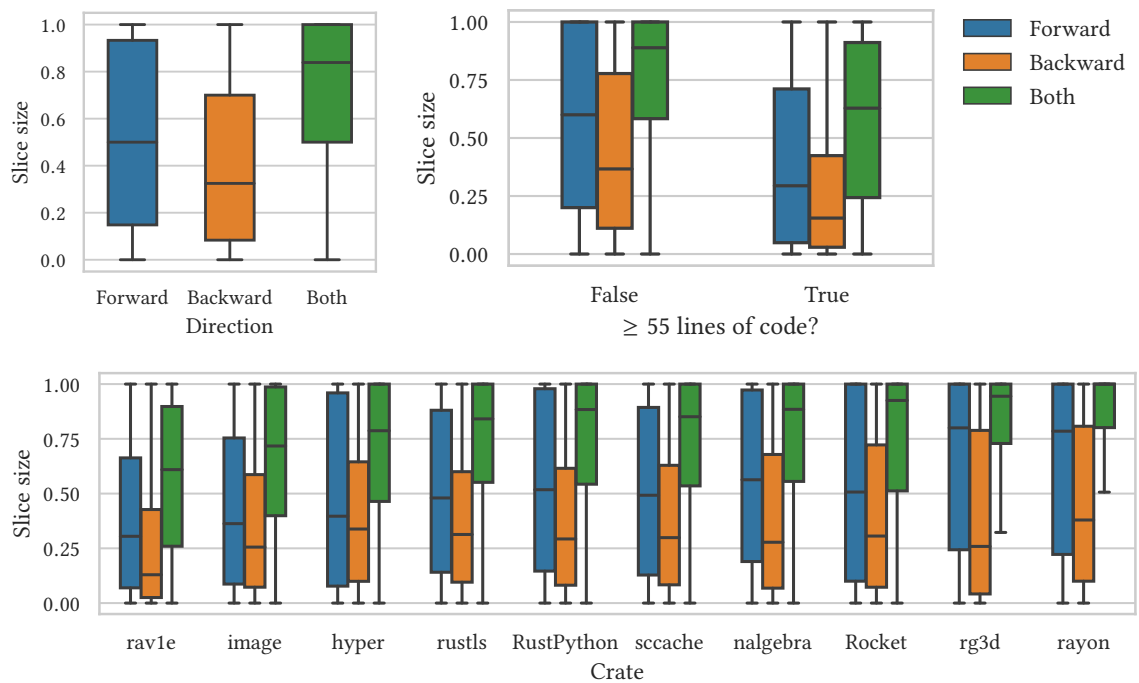 1.0
0.8
0.6
0.4
0.2
0.0
Slice size
Forward Backward Both
Direction
1.00
0.75
0.50
0.25
0.00
Slice size
False True
≥ 55 lines of code?
Forward
Backward
Both
1.00
0.75
0.50
0.25
0.00
Slice size
rav1e image hyper rustls RustPython sccache nalgebra Rocket rg3d rayon
Crate